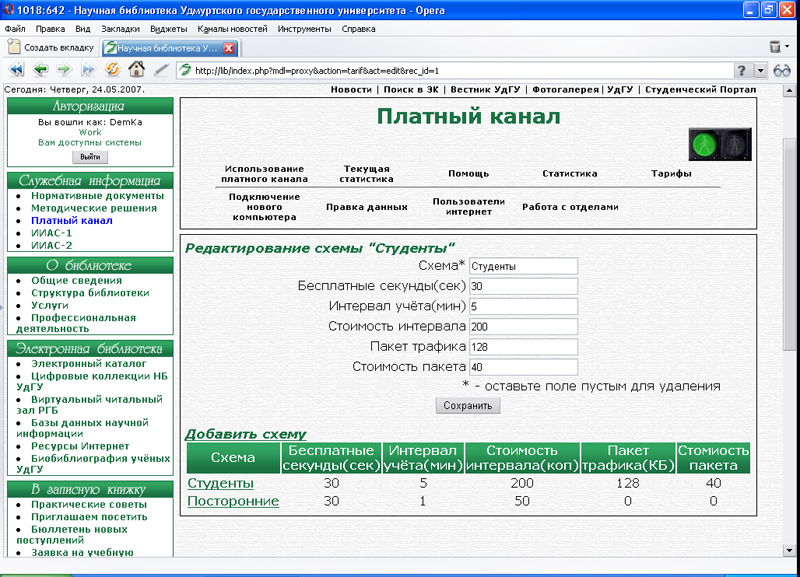 1018:642 - Научная библиотека Удмуртского государственного университета - Opera
Файл Правка Вид Закладки Виджеты Каналы новостей Инструменты Справка
Создать вкладку Научная библиотека У...
http://lib/index.php?mdl=proxy&action=tarif&act=edit&rec_id=1
Сегодня: Четверг, 24.05.2007.
Новости | Поиск в ЭК | Вестник УдГУ | Фотогалерея | УдГУ | Студенческий Портал
Авторизация
Вы вошли как: DemKa
Work
Вам доступны системы
Выйти
Служебная информация
Нормативные документы
Методические решения
Платный канал
ИИАС-1
ИИАС-2
О библиотеке
Общие сведения
Структура библиотеки
Услуги
Профессиональная
деятельность
Электронная библиотека
Электронный каталог
Цифровые коллекции НБ
УдГУ
Виртуальный читальный
зал РГБ
Базы данных научной
информации
Ресурсы Интернет
Биобиблиография учёных
УдГУ
В записную книжку
Практические советы
Приглашаем посетить
Бюллетень новых
поступлений
Заявка на учебную
Платный канал
Использование
платного канала
Текущая
статистика
Помощь
Статистика
Тарифы
Подключение
нового
компьютера
Правка данных
Пользователи
интернет
Работа с отделами
Редактирование схемы "Студенты"
Схема* Студенты
Бесплатные секунды(сек) 30
Интервал учёта(мин) 5
Стоимость интервала 200
Пакет трафика 128
Стоимость пакета 40
* - оставьте поле пустым для удаления
Сохранить
Добавить схему
Схема Бесплатные секунды(сек) Интервал учёта(мин) Стоимость интервала(коп) Пакет трафика(КБ) Стомиость пакета
Студенты 30 5 200 128 40
Посторонние 30 1 50 0 0